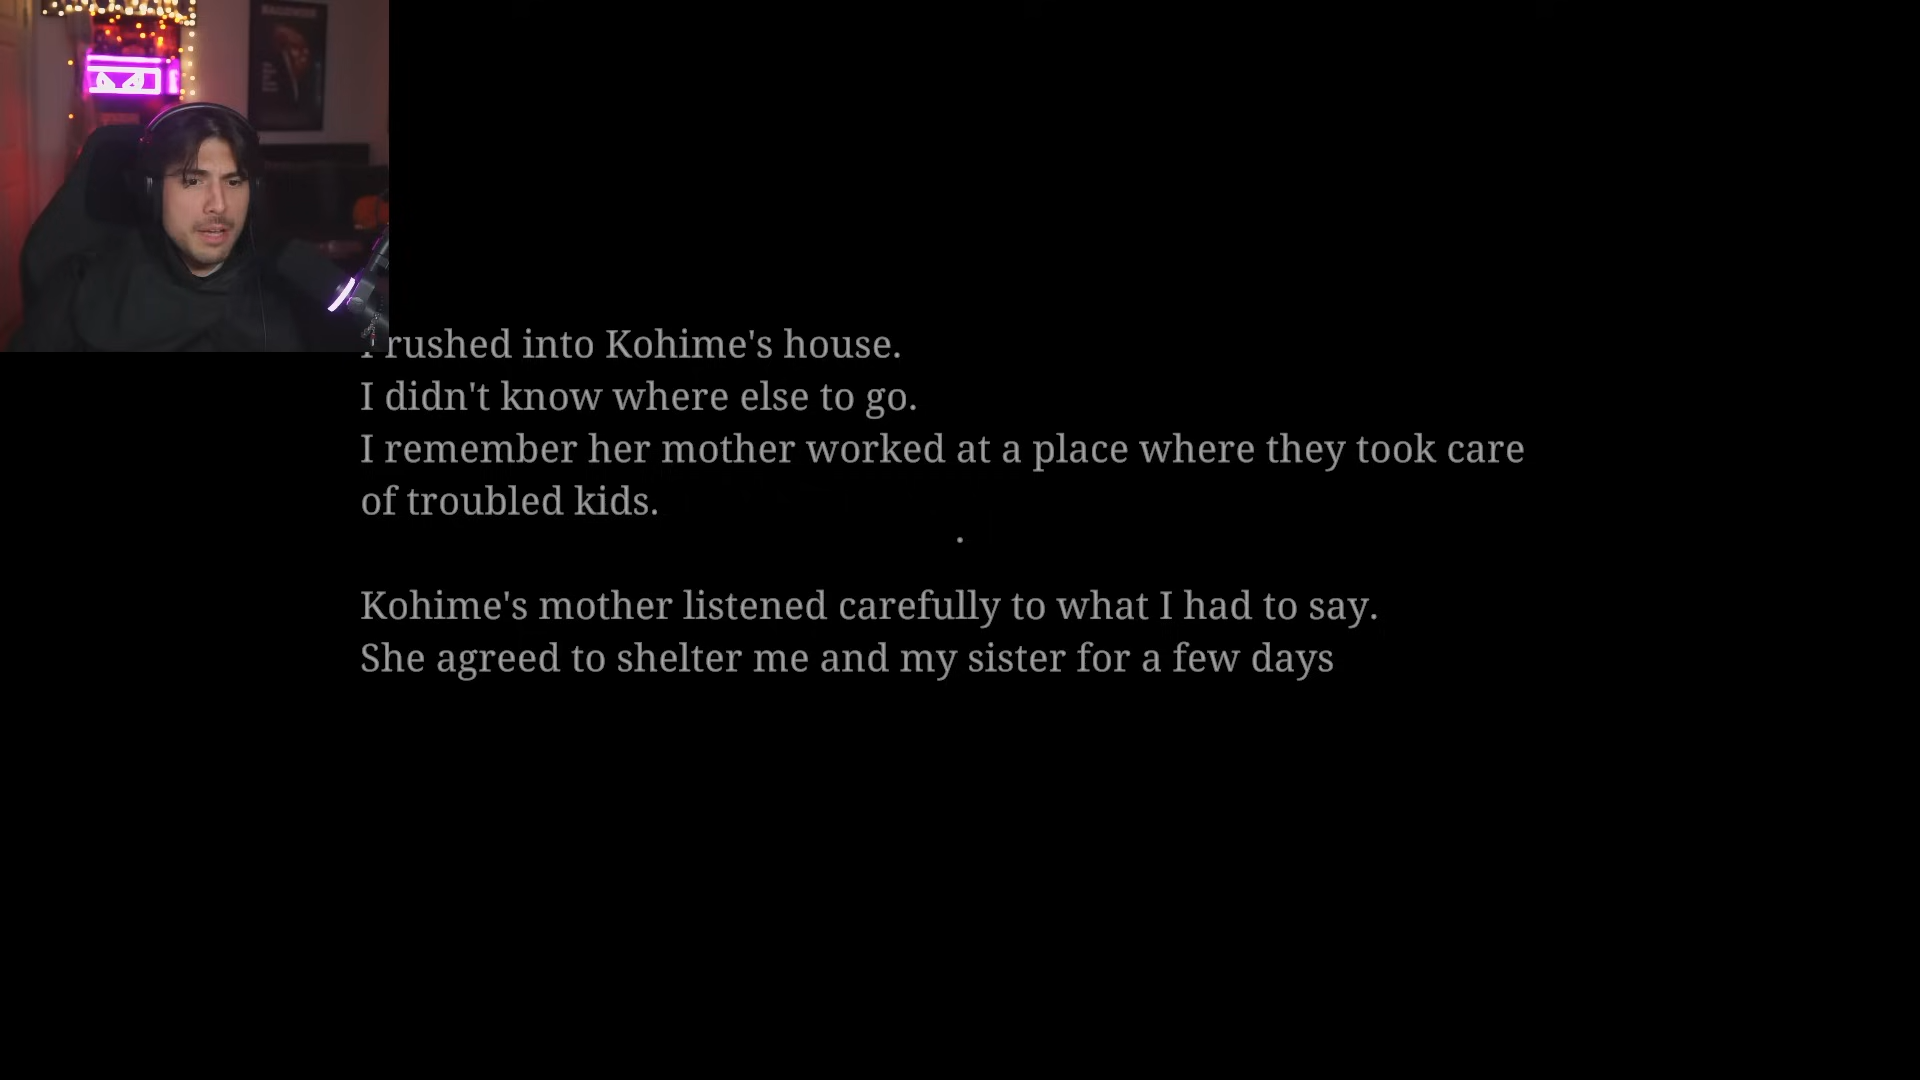 I rushed into Kohime's house.
I didn't know where else to go.
I remember her mother worked at a place where they took care
of troubled kids.
.
Kohime's mother listened carefully to what I had to say.
She agreed to shelter me and my sister for a few days